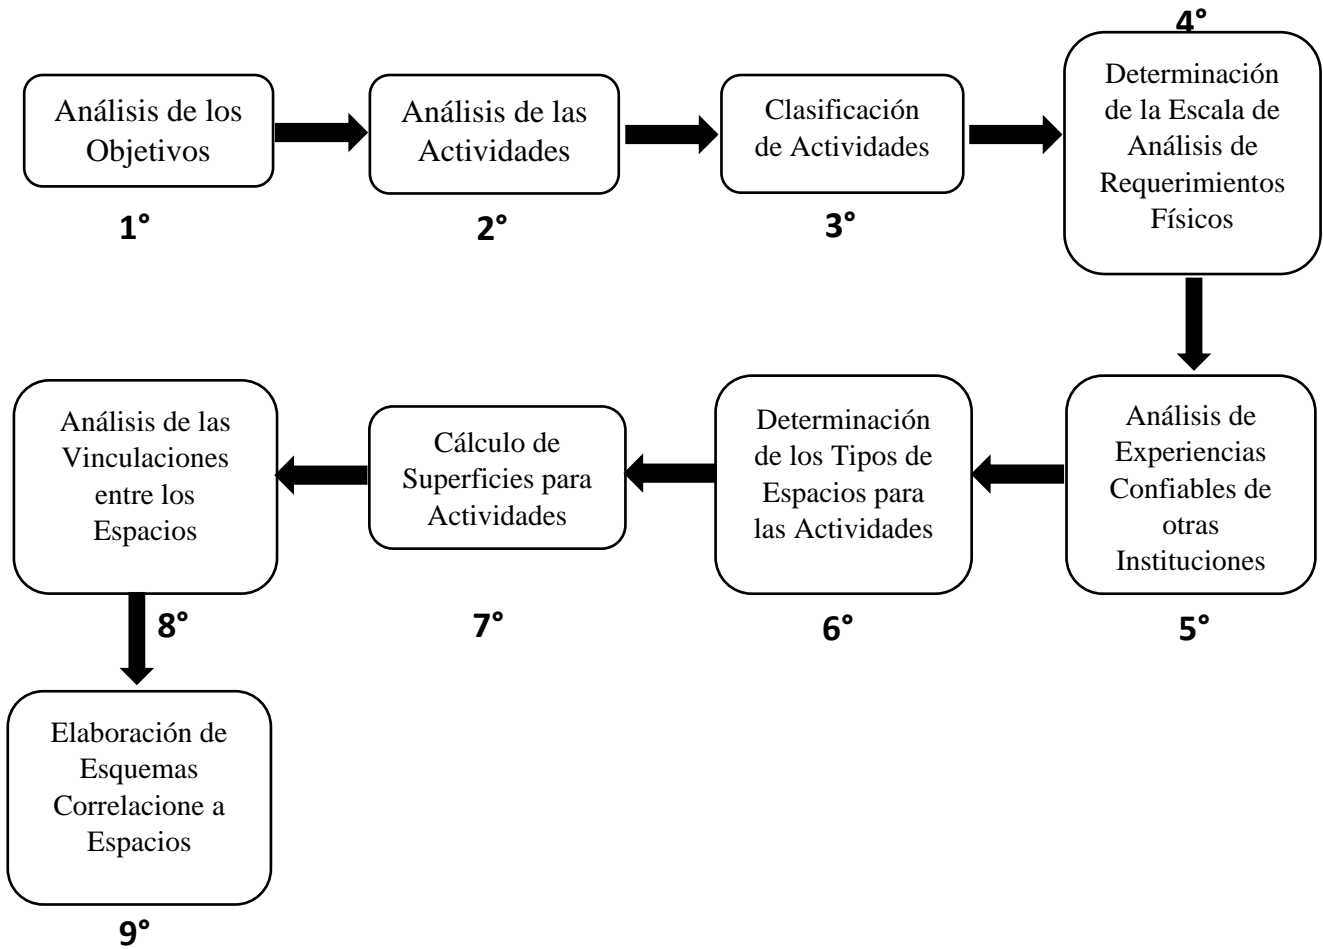 Análisis de los
Objetivos
1°
Análisis de las
Actividades
2°
Clasificación
de Actividades
3°
4°
Determinación
de la Escala de
Análisis de
Requerimientos
Físicos
Análisis de
Experiencias
Confiables de
otras
Instituciones
5°
Determinación
de los Tipos de
Espacios para
las Actividades
6°
Cálculo de
Superficies para
Actividades
7°
Análisis de las
Vinculaciones
entre los
Espacios
8°
Elaboración de
Esquemas
Correlacione a
Espacios
9°